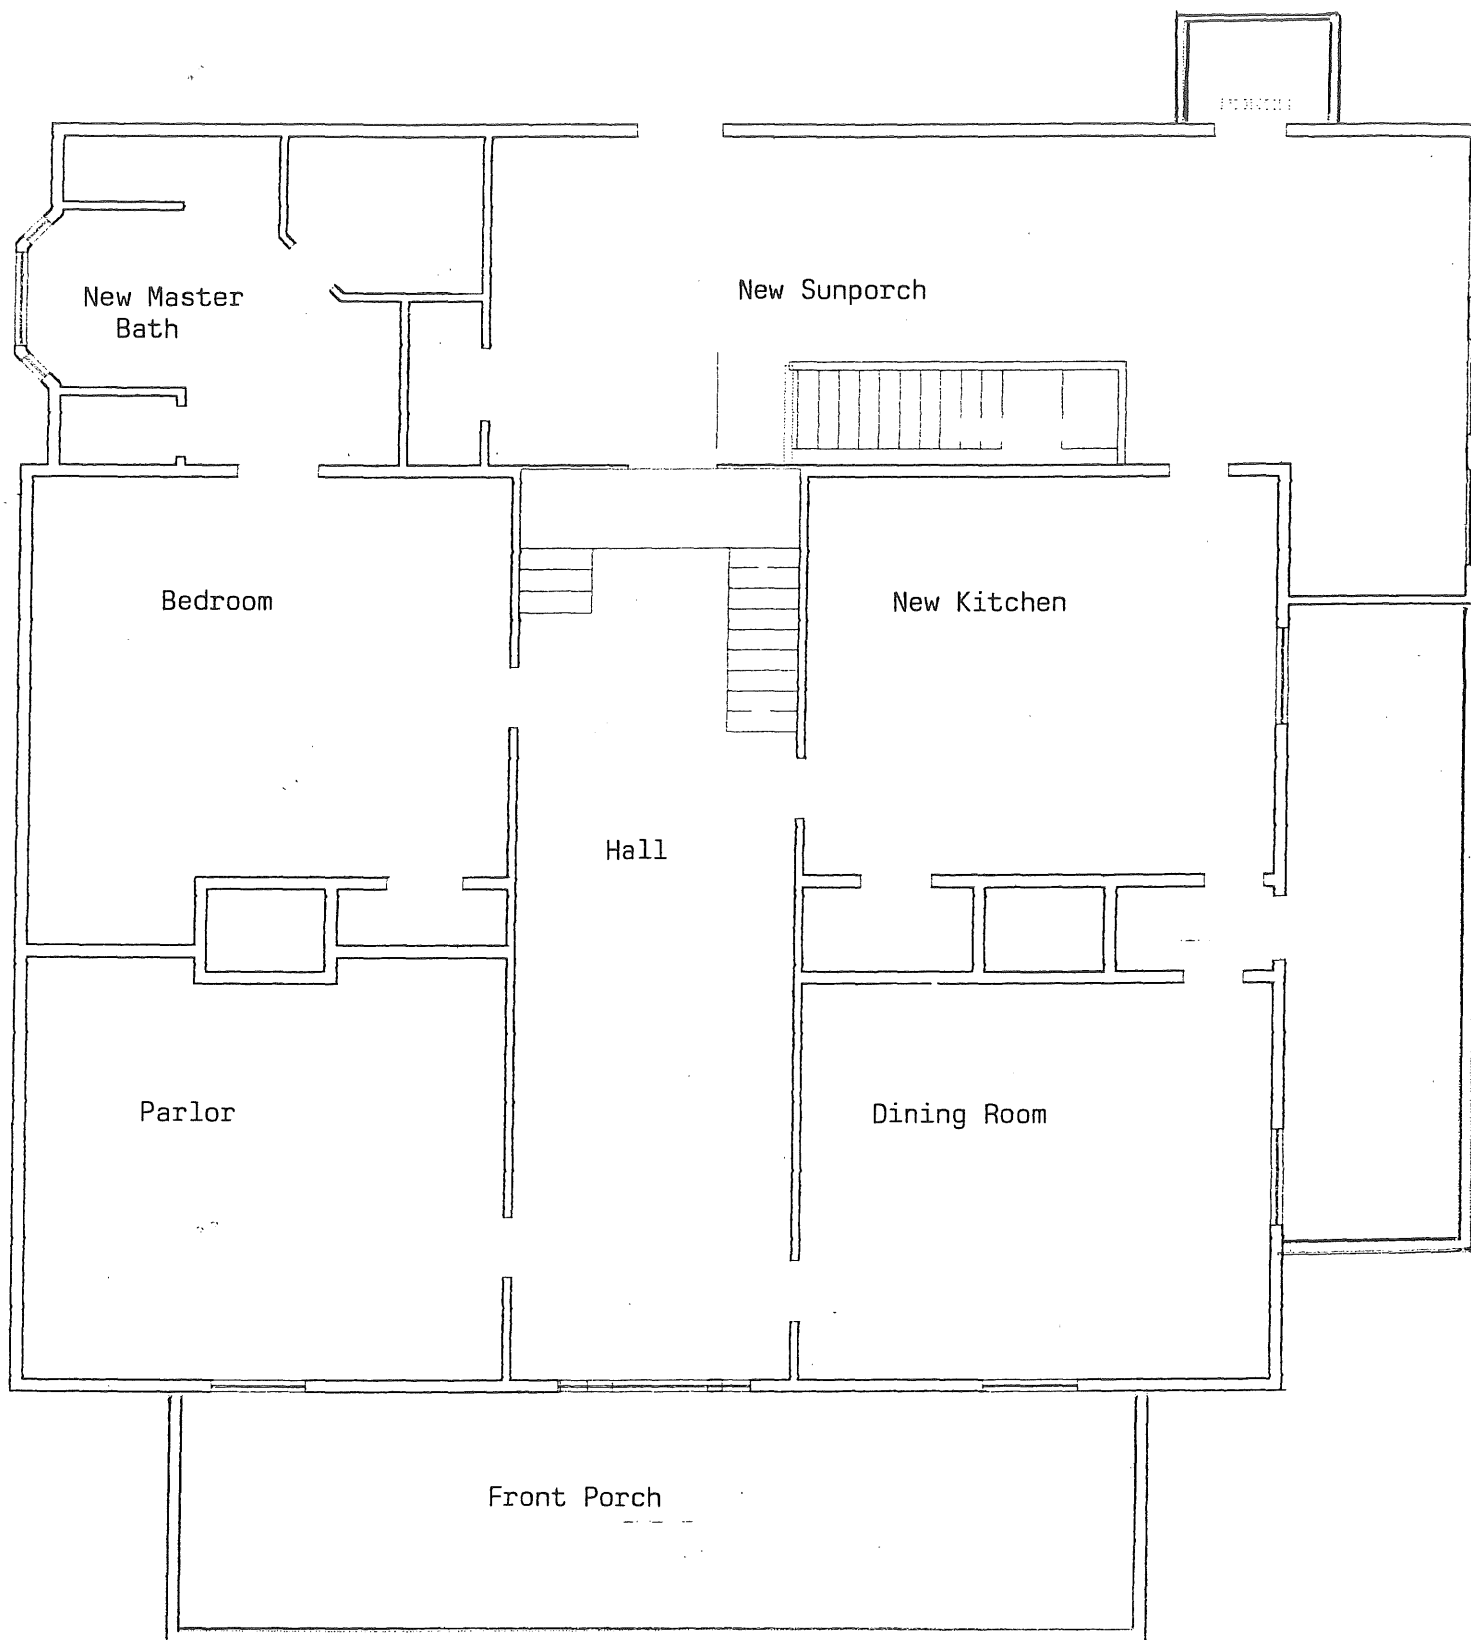 New Sunporch
New Master
Bath
Bedroom
New Kitchen
Hall
Parlor
Dining Room
Front Porch